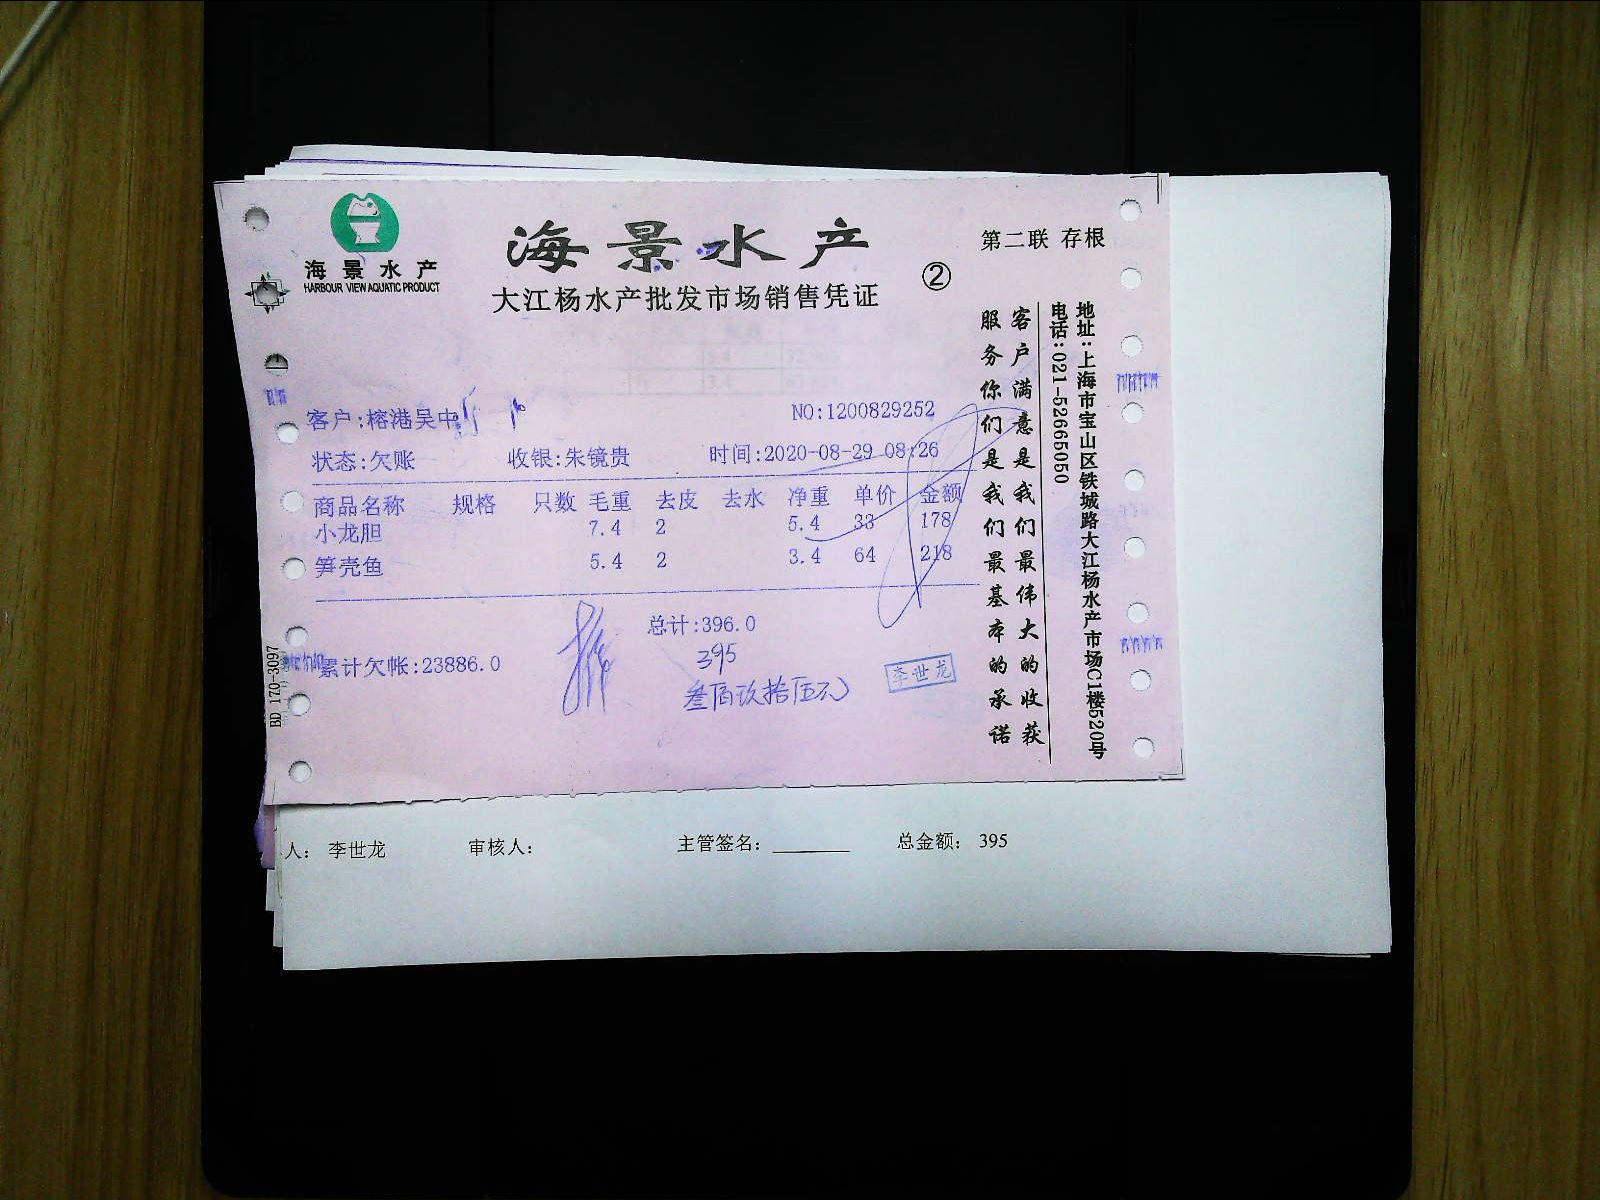 海景水产
HARBOUR VIEW AQUATIC PRODUCT
海景水产
大江杨水产批发市场销售凭证
②
第二联 存根
客户:榕港吴中
NO:1200829252
状态:欠账 收银:朱镜贵 时间:2020-08-29 08:26
商品名称 规格 只数 毛重 去皮 去水 净重 单价 金额
小龙胆 7.4 2 5.4 33 178
笋壳鱼 5.4 2 3.4 64 218
总计:396.0
累计欠帐:23886.0
395
叁佰玖拾伍元
李世龙
BD 170-3097
客户满意是我们最伟大的收获
服务你们是我们最基本的承诺
地址:上海市宝山区铁城路大江杨水产市场C1楼520号
电话:021-52665050
人: 李世龙 审核人: 主管签名: 总金额: 395